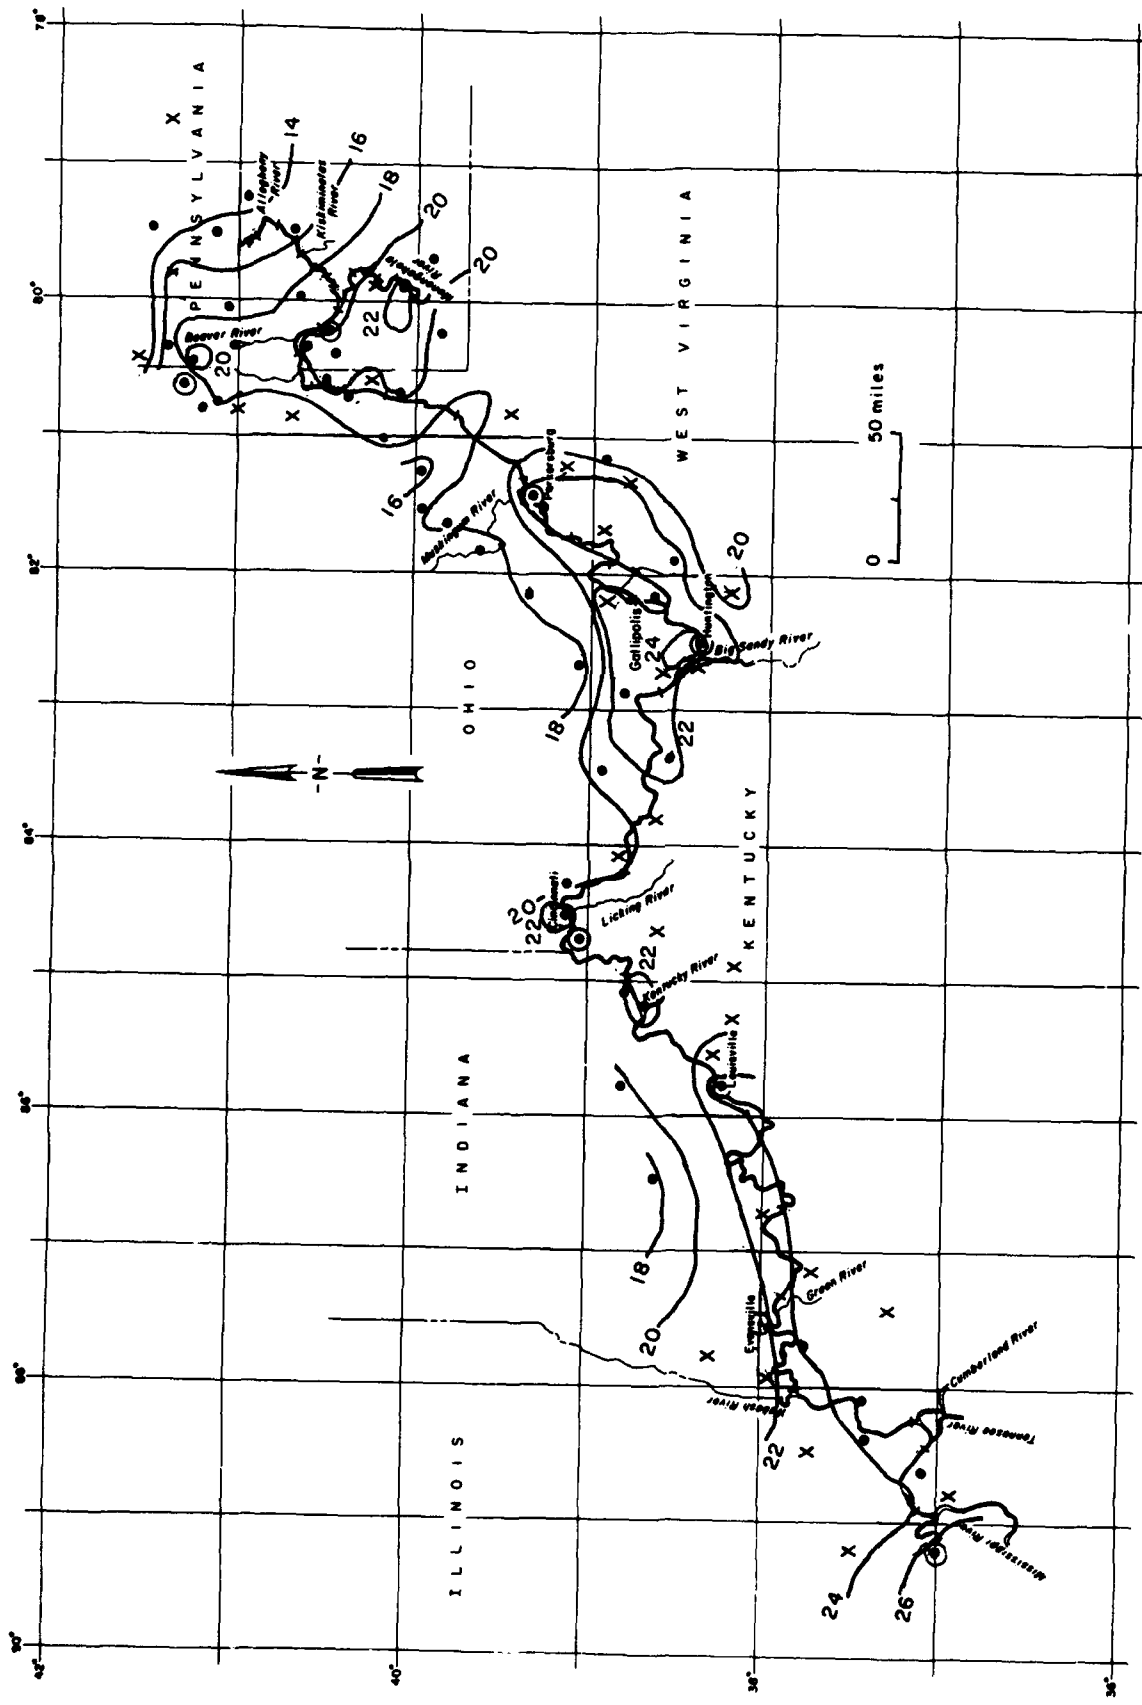 78°
80°
82°
84°
86°
88°
90°
42°
40°
38°
36°
PENNSYLVANIA
WEST VIRGINIA
OHIO
KENTUCKY
INDIANA
ILLINOIS
-N-
0 50 miles
Allegheny
River
14
Kiskiminetas
River
16
18
20
Monongahela
River
20
22
Beaver River
20
16
Muskingum River
Parkersburg
20
Gallipolis
24
Huntington
Big Sandy River
18
22
20
22
Cincinnati
Licking River
22
Kentucky River
Louisville
18
20
Evansville
Green River
Wabash River
22
Cumberland River
Tennessee River
Mississippi River
24
26